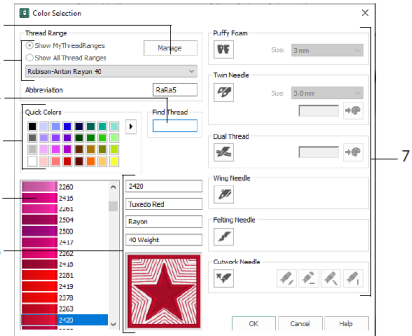 Color Selection
Thread Range
Show MyThreadRanges
Show All Thread Ranges
Manage
Robison-Anton Rayon 40
Abbreviation
RaRa5
Quick Colors
Find Thread
2260
2416
2261
2504
2500
2417
2262
2418
2281
2419
2378
2263
2420
2420
Tuxedo Red
Rayon
40 Weight
Puffy Foam
Size:
3 mm
Twin Needle
Size:
3.0 mm
Dual Thread
Wing Needle
Felting Needle
Cutwork Needle
OK
Cancel
Help
7